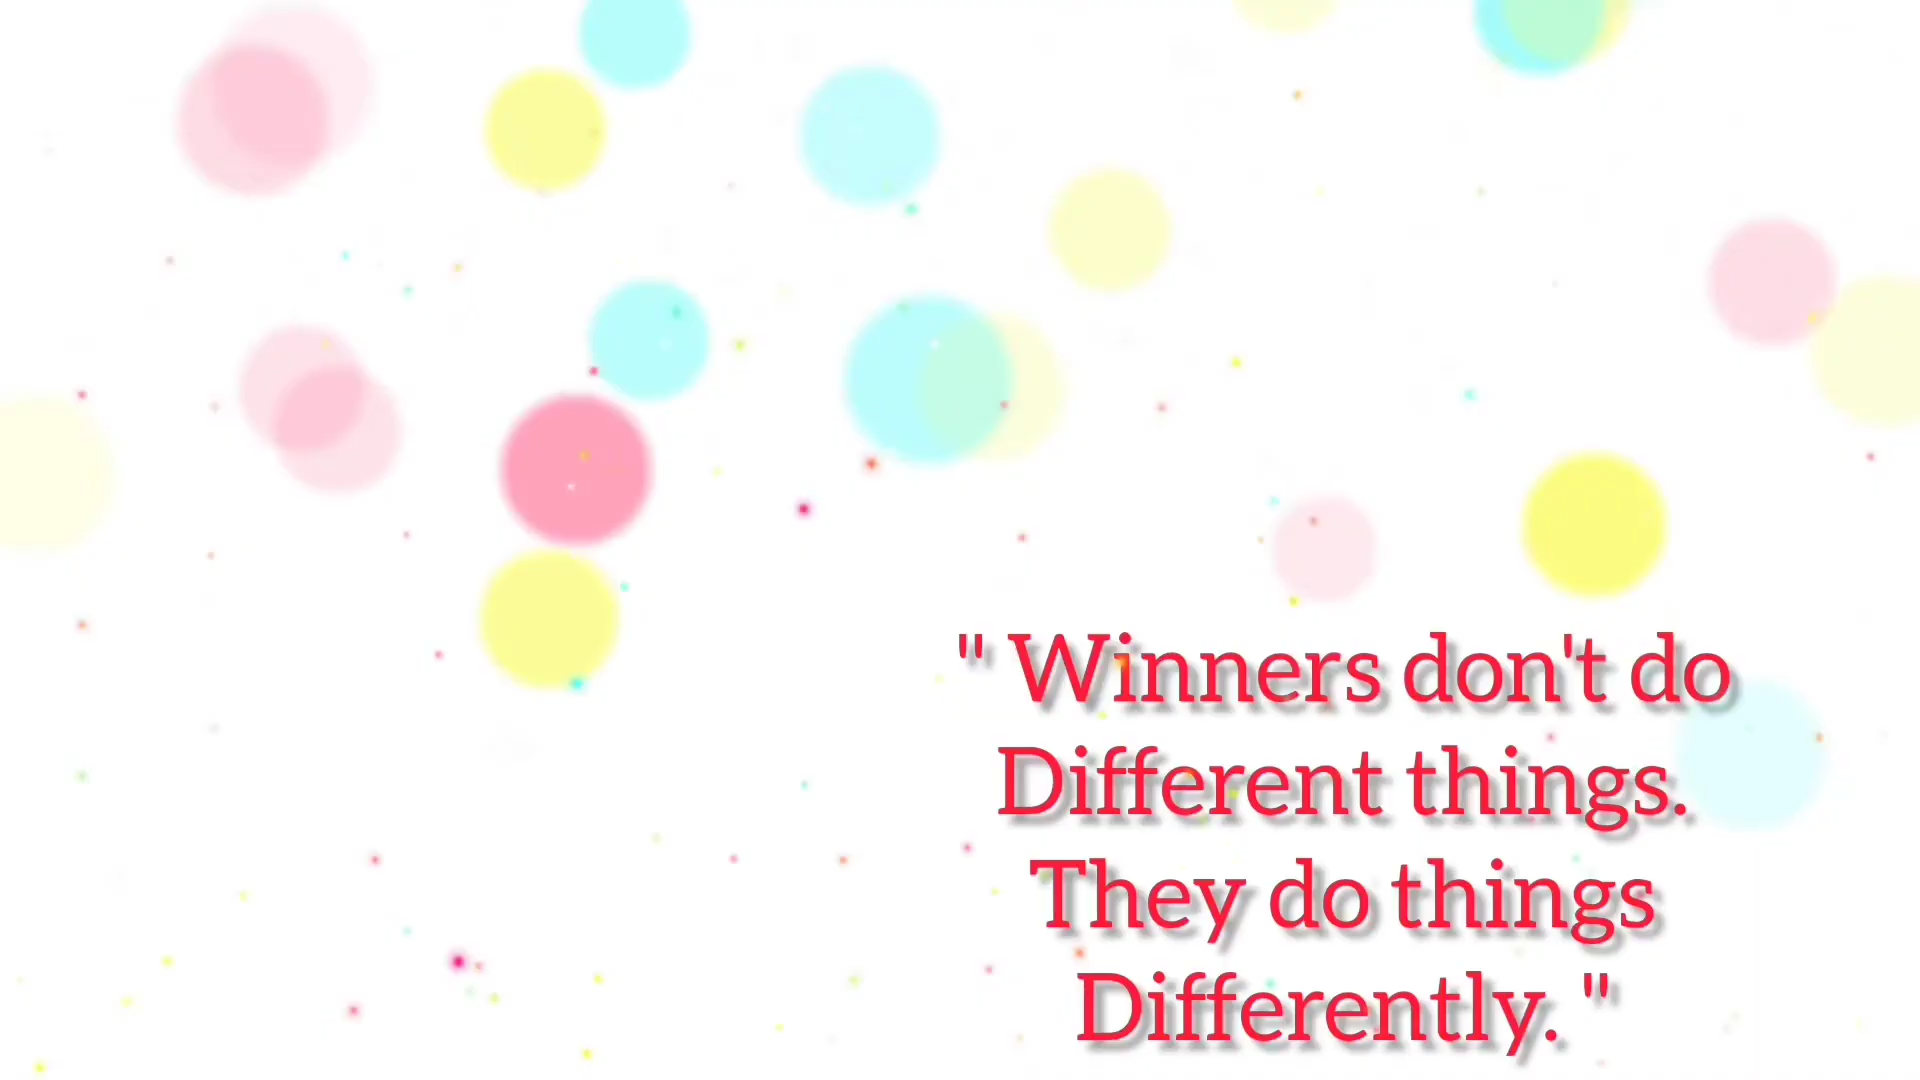 " Winners don't do
Different things.
They do things
Differently. "